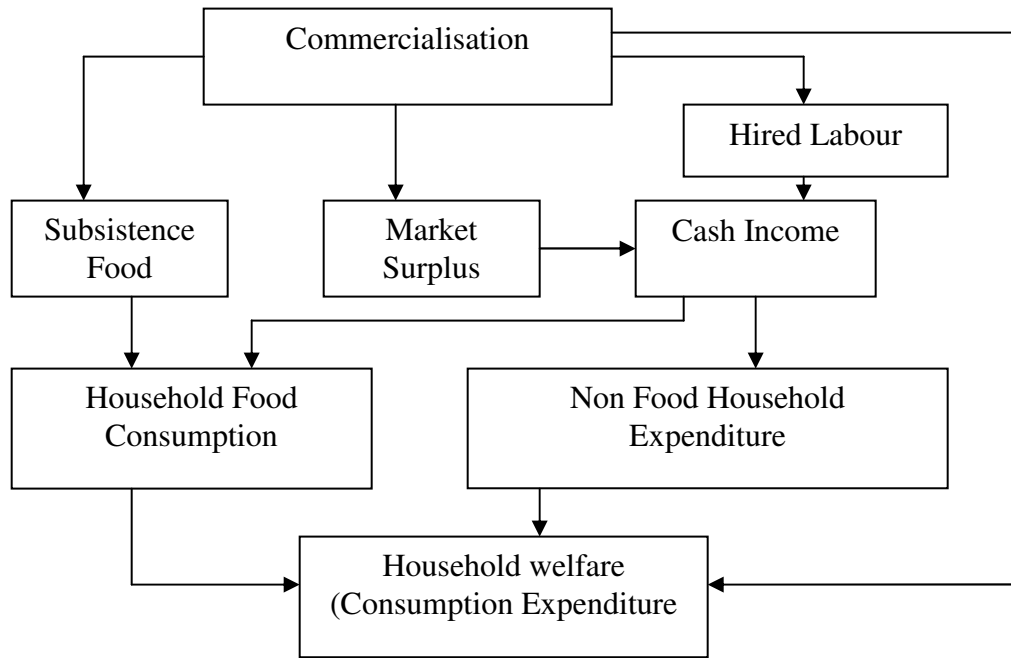 Commercialisation
Hired Labour
Subsistence
Food
Market
Surplus
Cash Income
Household Food
Consumption
Non Food Household
Expenditure
Household welfare
(Consumption Expenditure